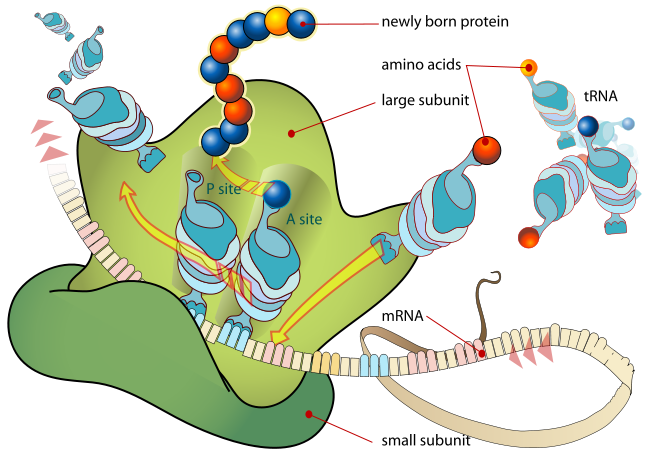 newly born protein
amino acids
large subunit
tRNA
P site
A site
mRNA
small subunit